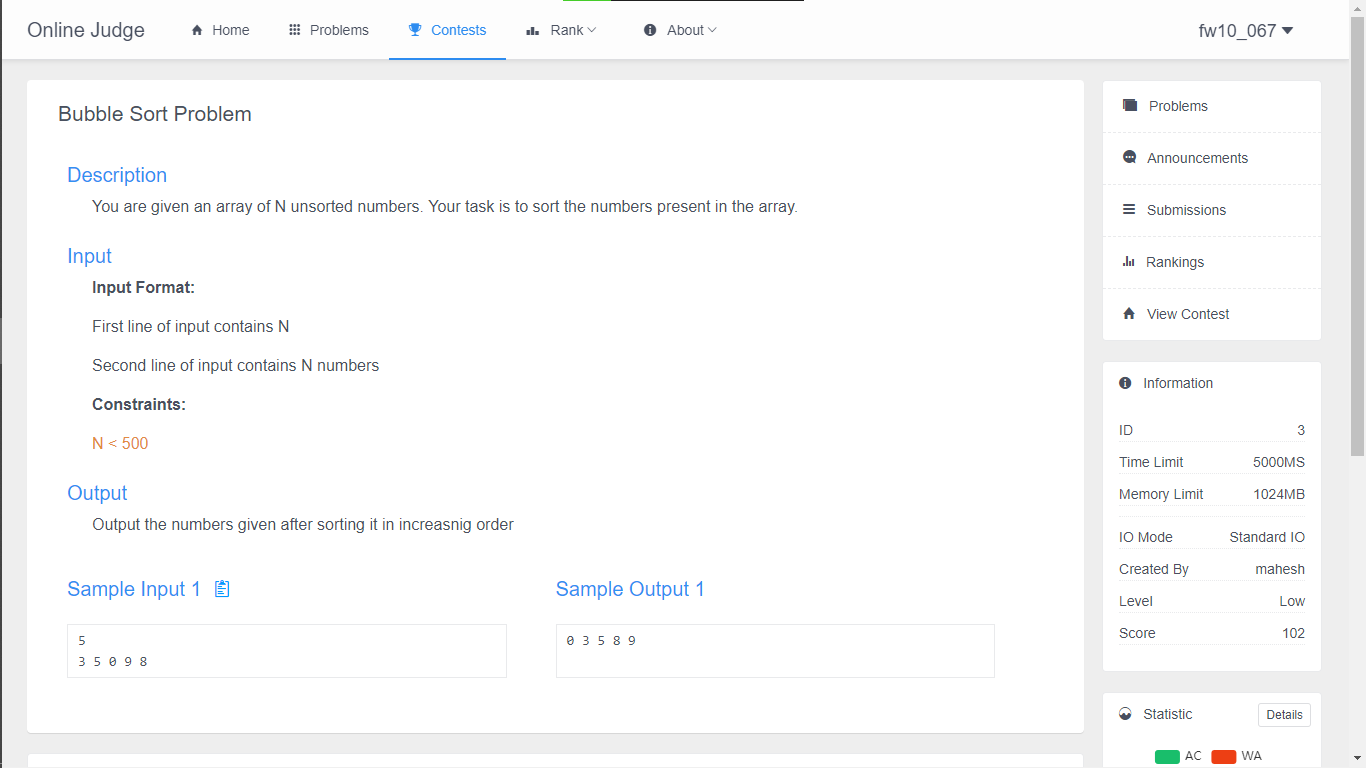 Online Judge Home Problems Contests Rank About fw10_067
Bubble Sort Problem
Description
You are given an array of N unsorted numbers. Your task is to sort the numbers present in the array.
Input
Input Format:
First line of input contains N
Second line of input contains N numbers
Constraints:
N < 500
Output
Output the numbers given after sorting it in increasnig order
Sample Input 1
5
3 5 0 9 8
Sample Output 1
0 3 5 8 9
Problems
Announcements
Submissions
Rankings
View Contest
Information
ID 3
Time Limit 5000MS
Memory Limit 1024MB
IO Mode Standard IO
Created By mahesh
Level Low
Score 102
Statistic Details
AC WA